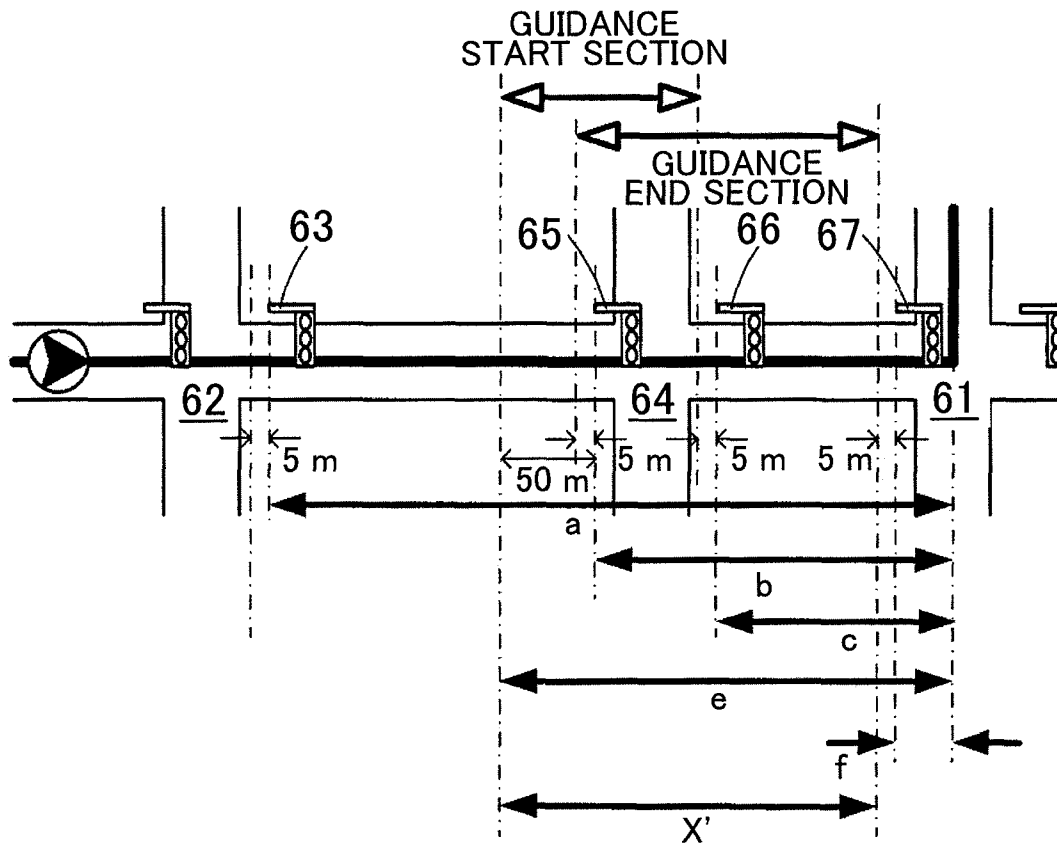 GUIDANCE
START SECTION
GUIDANCE
END SECTION
63
65
66
67
62
64
61
5 m
50 m
5 m
5 m
5 m
a
b
c
e
f
X'